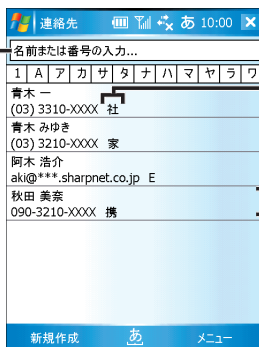 連絡先 あ 10:00
名前または番号の入力...
1 A ア カ サ タ ナ ハ マ ヤ ラ ワ
青木 一
(03) 3310-XXXX 社
青木 みゆき
(03) 3210-XXXX 家
阿木 浩介
aki@***.sharpnet.co.jp E
秋田 美奈
090-3210-XXXX 携
新規作成 あ メニュー